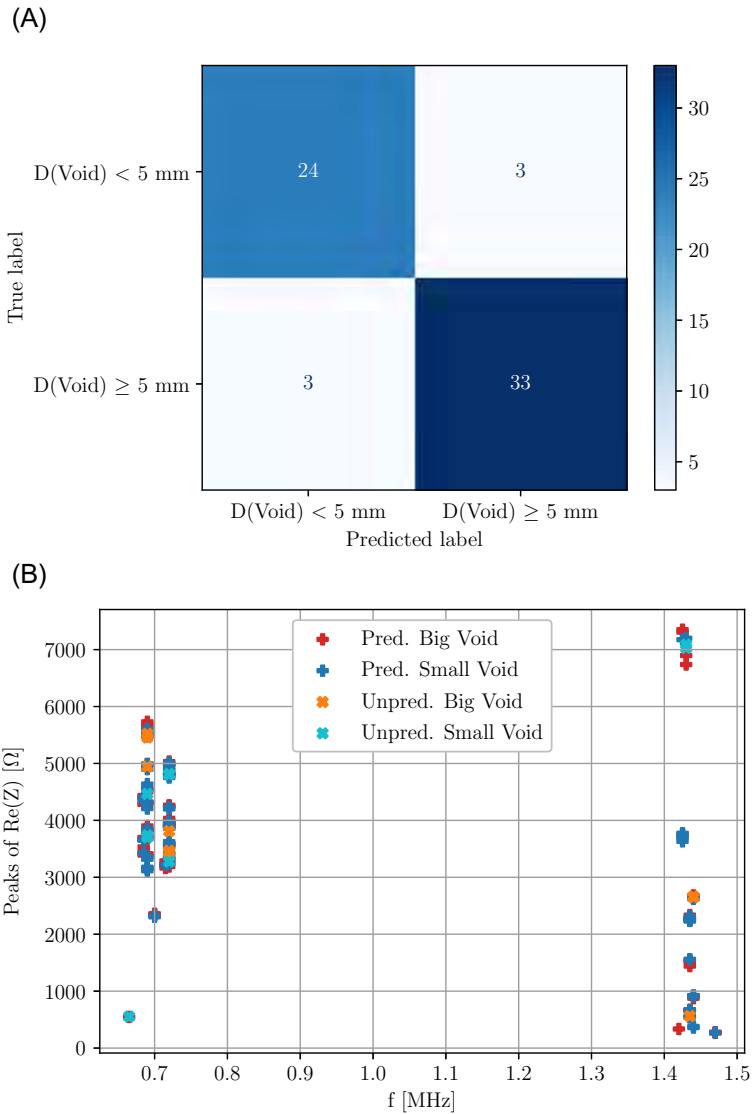 (A)
D(Void) < 5 mm
24
3
D(Void) ≥ 5 mm
3
33
True label
D(Void) < 5 mm
D(Void) ≥ 5 mm
Predicted label
30
25
20
15
10
5
(B)
Pred. Big Void
Pred. Small Void
Unpred. Big Void
Unpred. Small Void
Peaks of Re(Z) [Ω]
7000
6000
5000
4000
3000
2000
1000
0
0.7 0.8 0.9 1.0 1.1 1.2 1.3 1.4 1.5
f [MHz]